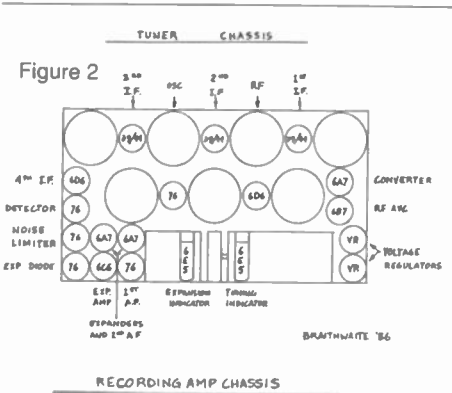 TUNER CHASSIS
Figure 2
3RD I.F.
OSC
2ND I.F
RF
1ST I.F.
4TH I.F.
6D6
76
6D6
6A7
CONVERTER
DETECTOR
76
6B7
RF AVC
NOISE LIMITER
76
6A7
6A7
VR
VOLTAGE REGULATORS
EXP DIODE
76
6C6
76
6E5
6E5
VR
EXP. AMP
1ST A.F.
EXPANSION INDICATOR
TUNING INDICATOR
EXPANDERS AND 1ST A.F
BRAITHWAITE '86
RECORDING AMP CHASSIS